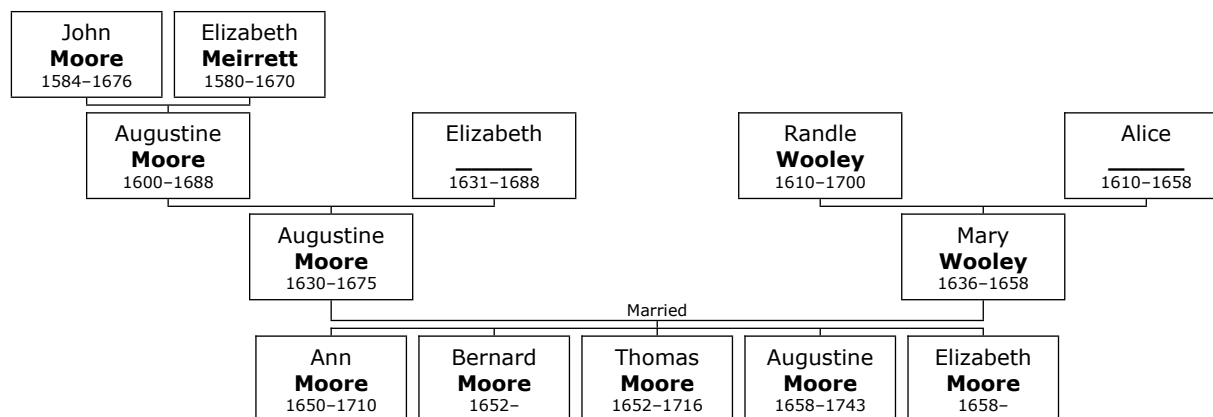 John
Moore
1584–1676
Elizabeth
Meirrett
1580–1670
Augustine
Moore
1600–1688
Elizabeth
________
1631–1688
Randle
Wooley
1610–1700
Alice
________
1610–1658
Augustine
Moore
1630–1675
Mary
Wooley
1636–1658
Married
Ann
Moore
1650–1710
Bernard
Moore
1652–
Thomas
Moore
1652–1716
Augustine
Moore
1658–1743
Elizabeth
Moore
1658–